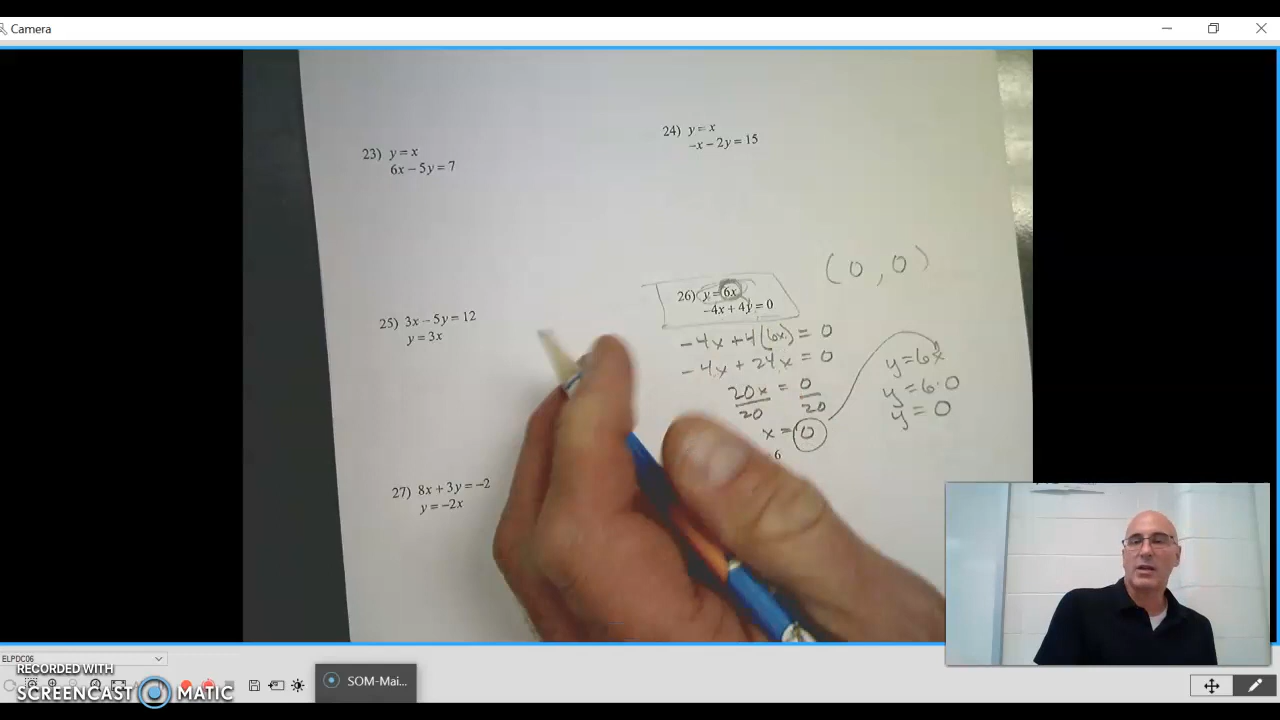 Camera
23) y = x
6x − 5y = 7
24) y = x
-x − 2y = 15
25) 3x − 5y = 12
y = 3x
26) y = 6x
-4x + 4y = 0
(0, 0)
-4x + 4(6x) = 0
-4x + 24x = 0
20x = 0
20 20
x = 0
6
y = 6x
y = 6·0
y = 0
27) 8x + 3y = -2
y = -2x
ELPDC06
RECORDED WITH
SCREENCAST MATIC
SOM-Mai...